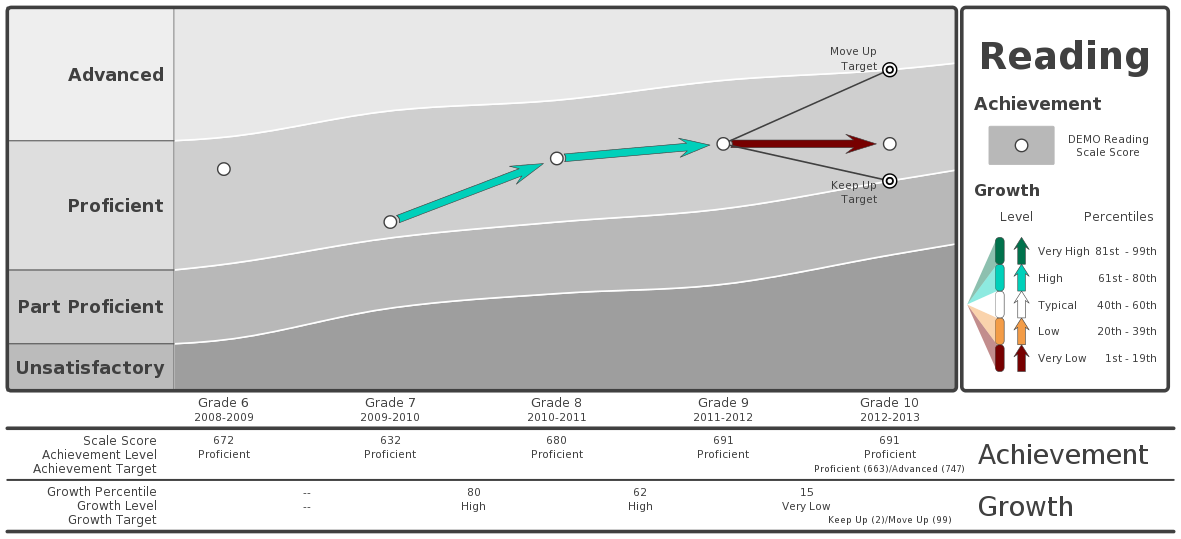 Advanced
Proficient
Part Proficient
Unsatisfactory
Move Up
Target
Keep Up
Target
Reading
Achievement
DEMO Reading
Scale Score
Growth
Level Percentiles
Very High 81st - 99th
High 61st - 80th
Typical 40th - 60th
Low 20th - 39th
Very Low 1st - 19th
Grade 6 Grade 7 Grade 8 Grade 9 Grade 10
2008-2009 2009-2010 2010-2011 2011-2012 2012-2013
Scale Score 672 632 680 691 691
Achievement Level Proficient Proficient Proficient Proficient Proficient
Achievement Target Proficient (663)/Advanced (747)
Achievement
Growth Percentile -- 80 62 15
Growth Level -- High High Very Low
Growth Target Keep Up (2)/Move Up (99)
Growth